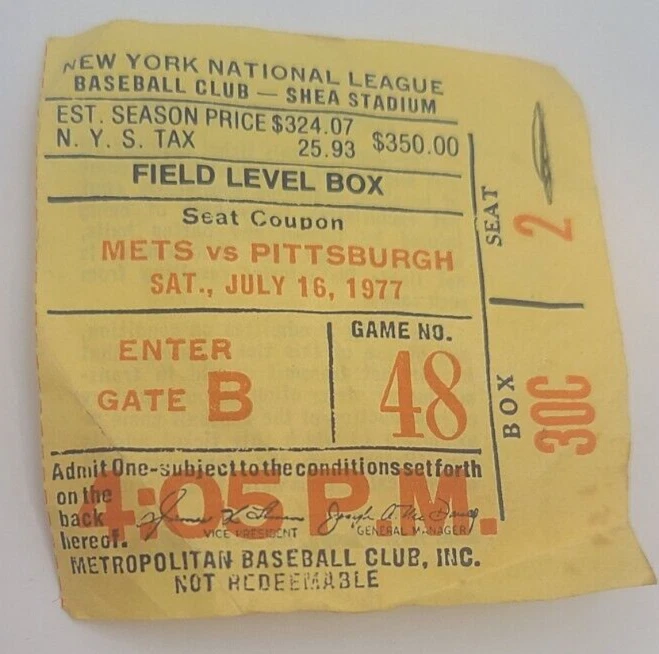 NEW YORK NATIONAL LEAGUE
BASEBALL CLUB — SHEA STADIUM
EST. SEASON PRICE $324.07
N. Y. S. TAX 25.93 $350.00
FIELD LEVEL BOX
Seat Coupon
METS vs PITTSBURGH
SAT., JULY 16, 1977
ENTER
GATE B
GAME NO.
48
Admit One-subject to the conditions set forth
on the
back
hereof.
4:05 P.M.
VICE PRESIDENT
GENERAL MANAGER
METROPOLITAN BASEBALL CLUB, INC.
NOT REDEEMABLE
SEAT 2
BOX 30C